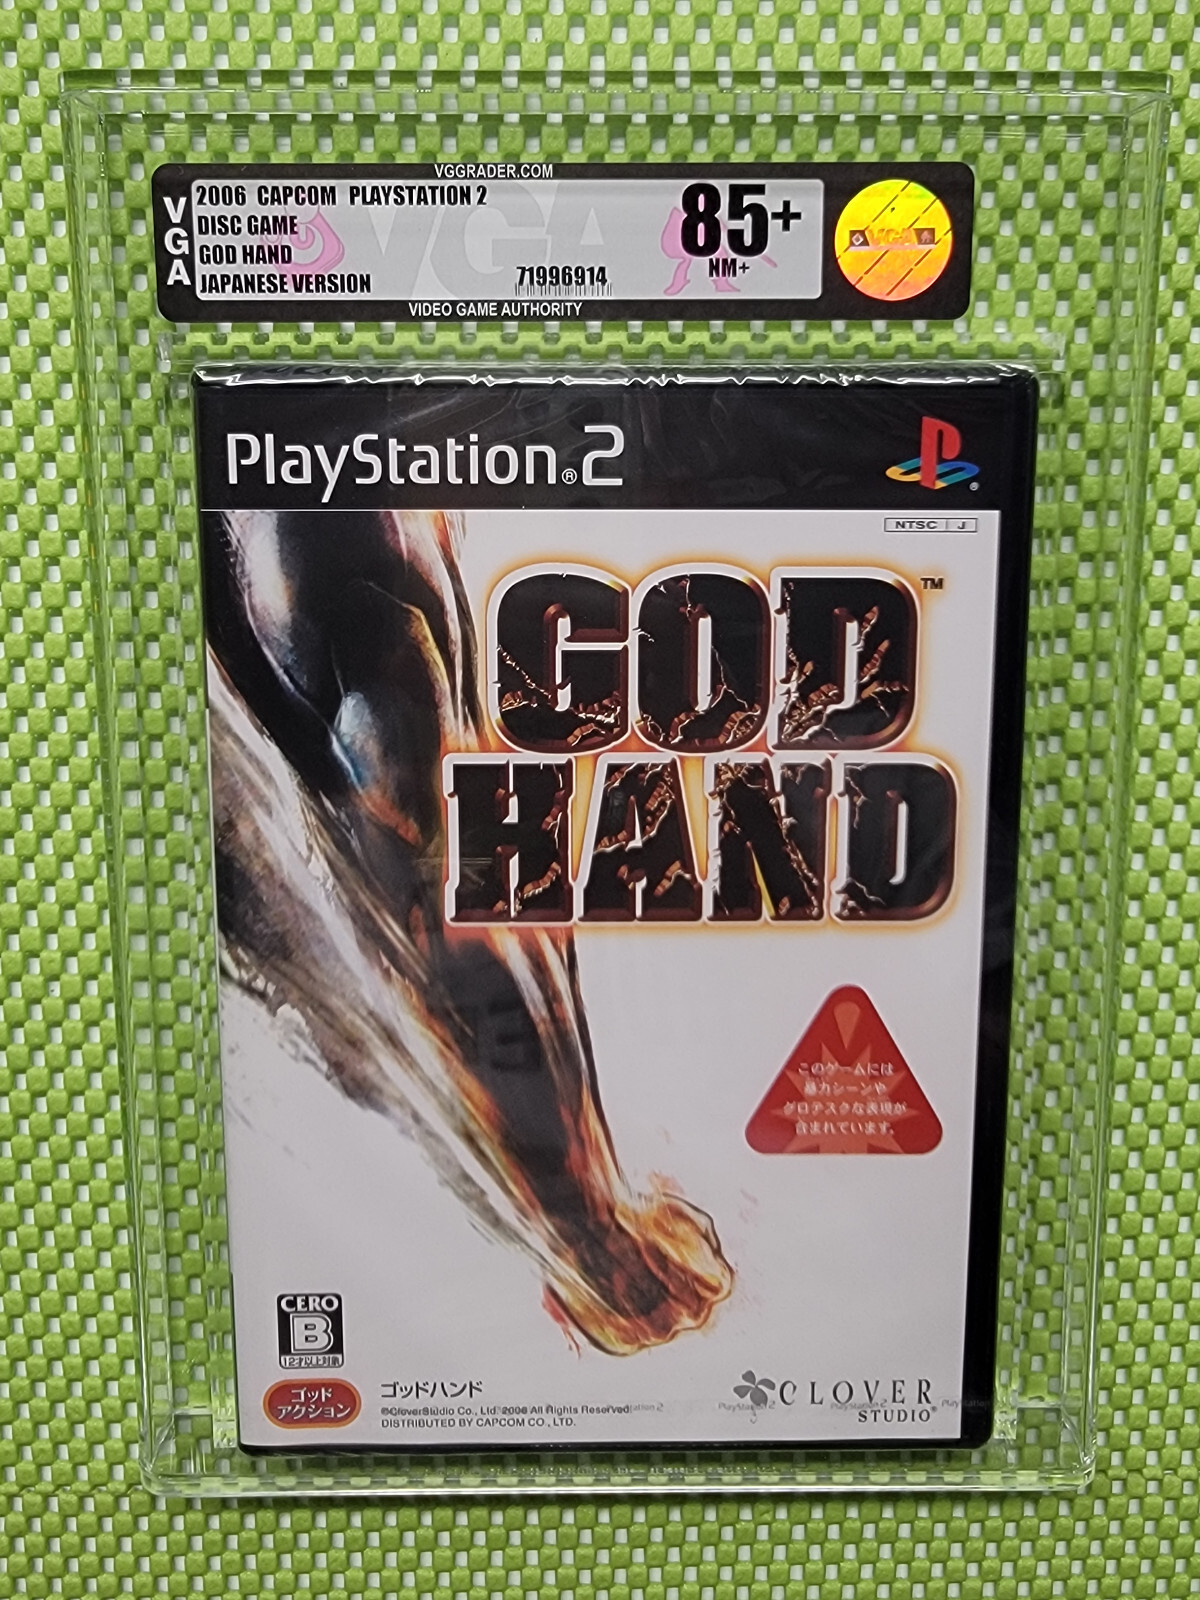 VGGRADER.COM
VGA
2006 CAPCOM PLAYSTATION 2
DISC GAME
GOD HAND
JAPANESE VERSION
71996914
85+
NM+
VGA
VIDEO GAME AUTHORITY
PlayStation®2
NTSC J
GOD™
HAND
このゲームには
暴力シーンや
グロテスクな表現が
含まれています。
CERO
B
12才以上対象
ゴッド
アクション
ゴッドハンド
©CloverStudio Co., Ltd. 2006 All Rights Reserved.
DISTRIBUTED BY CAPCOM CO., LTD.
CLOVER
STUDIO®